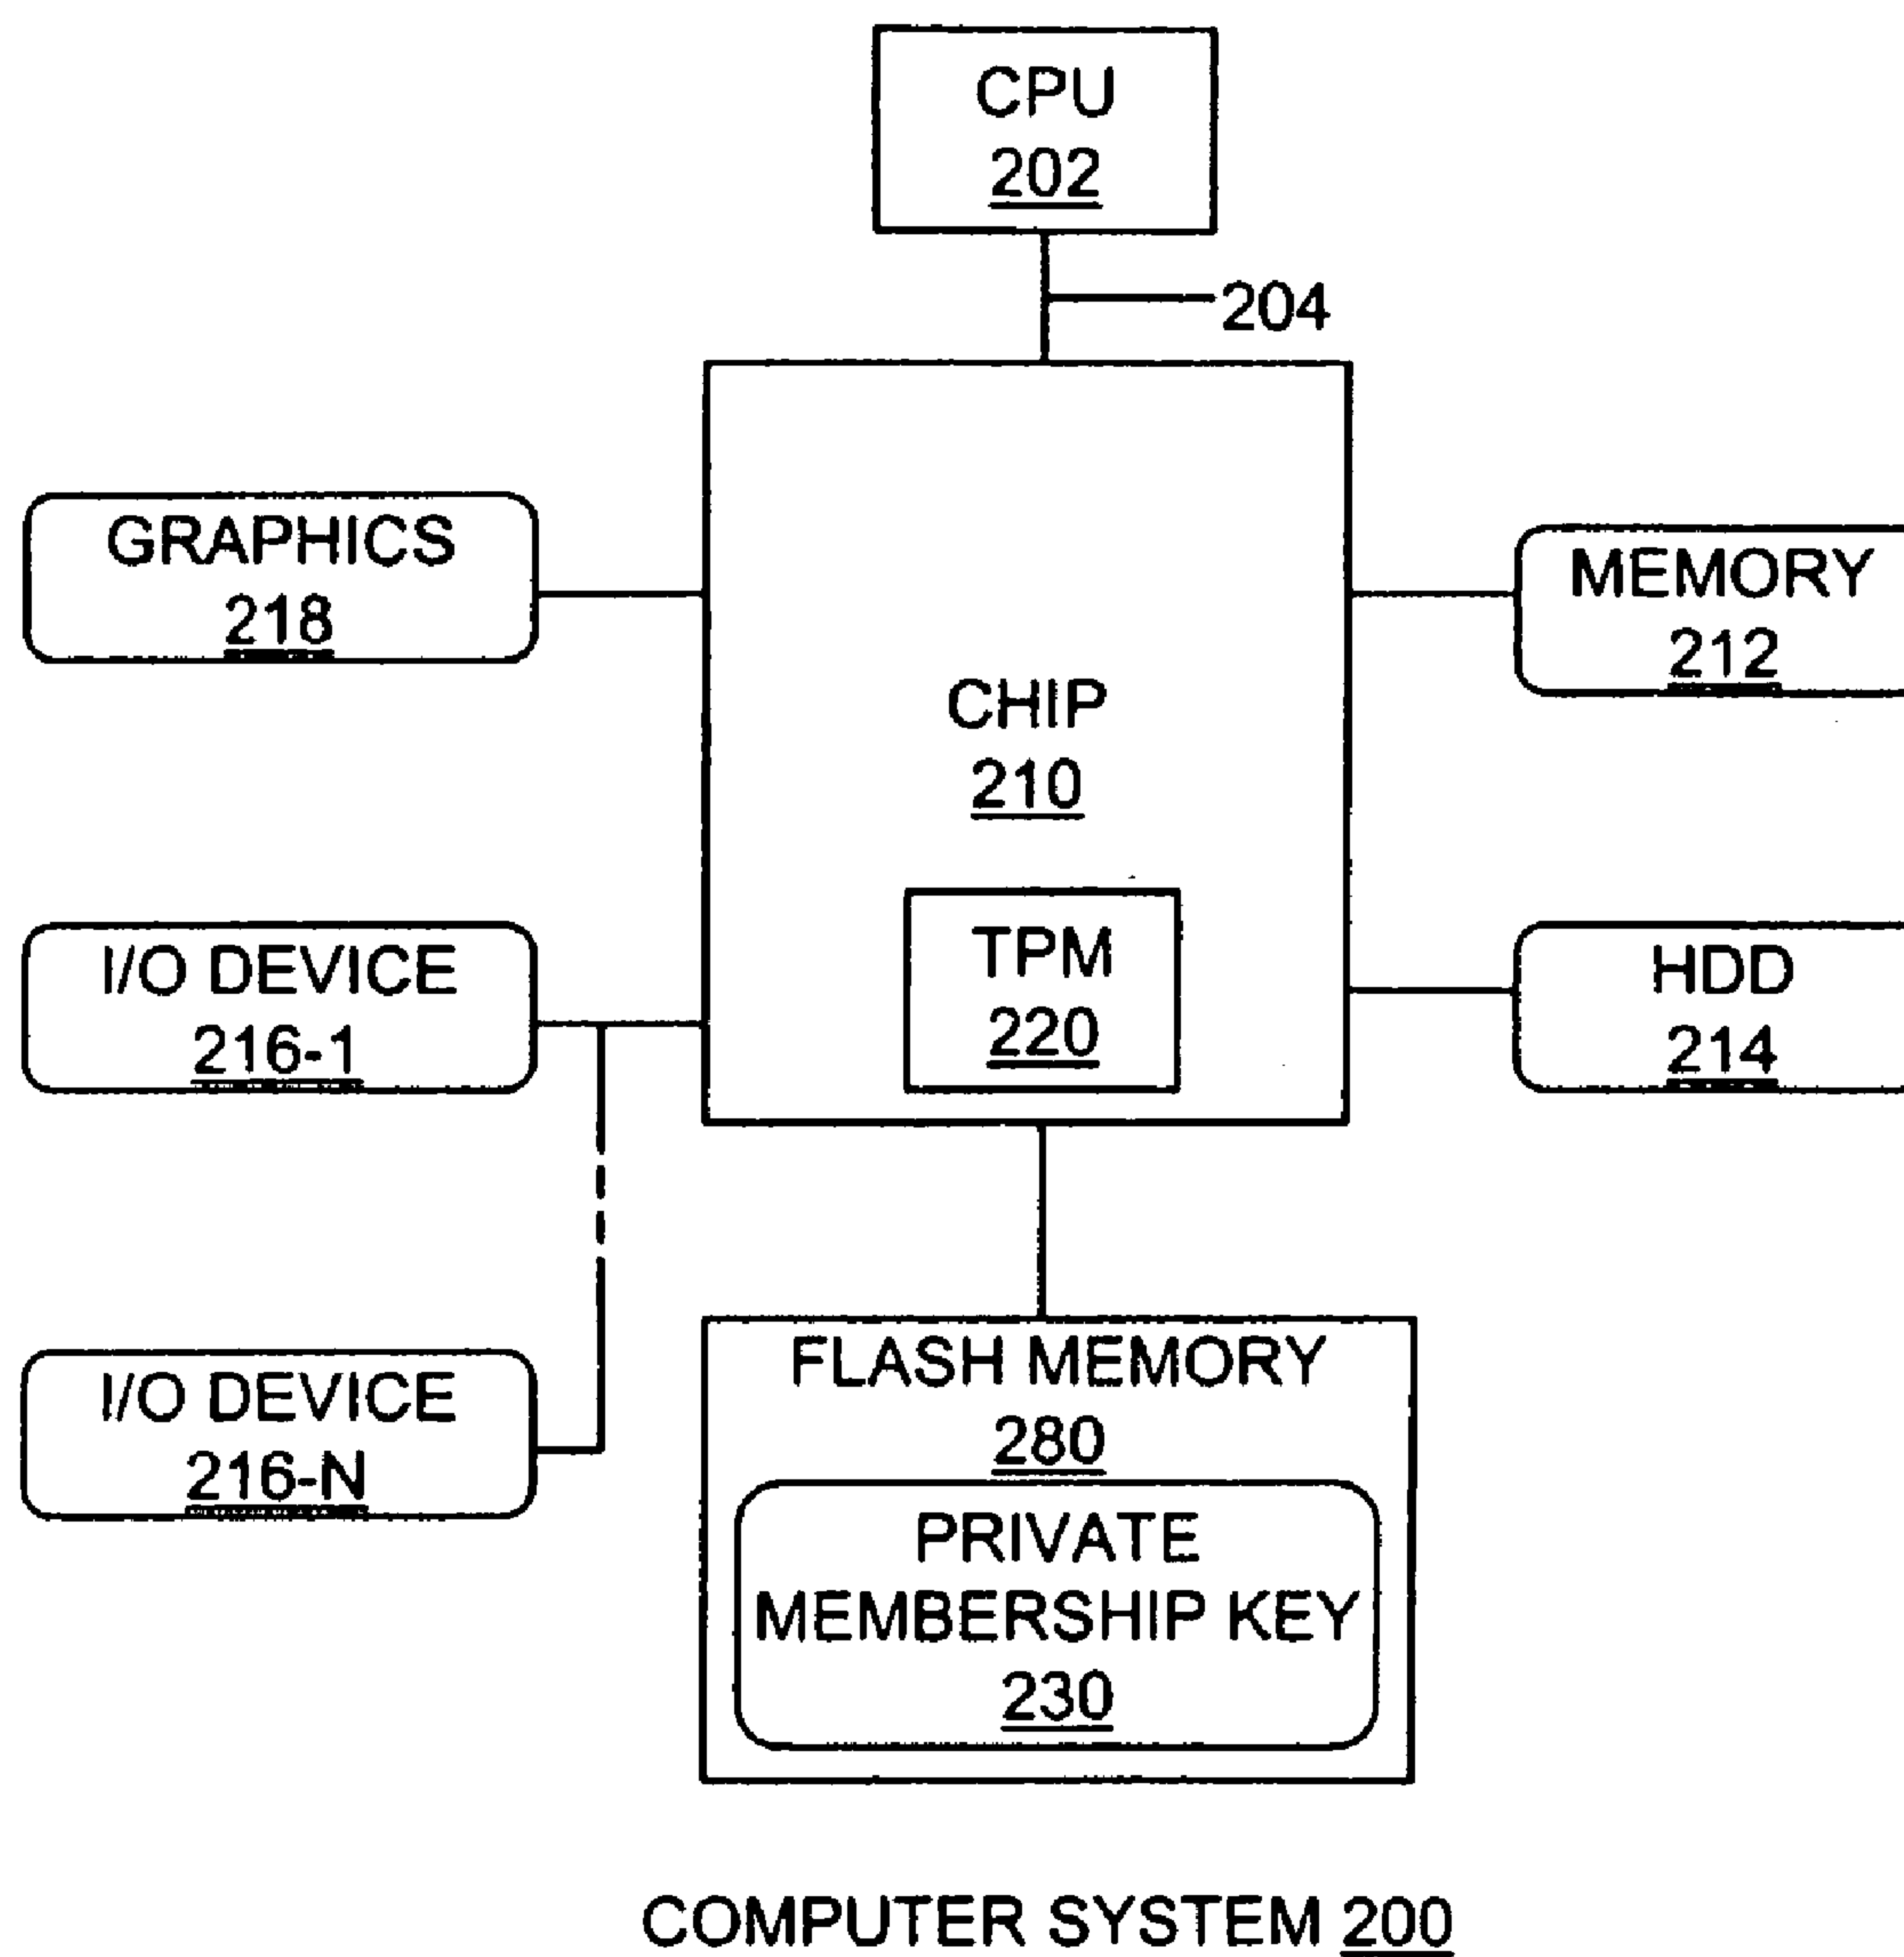 CPU
202
204
GRAPHICS
218
MEMORY
212
CHIP
210
I/O DEVICE
216-1
TPM
220
HDD
214
I/O DEVICE
216-N
FLASH MEMORY
280
PRIVATE
MEMBERSHIP KEY
230
COMPUTER SYSTEM 200